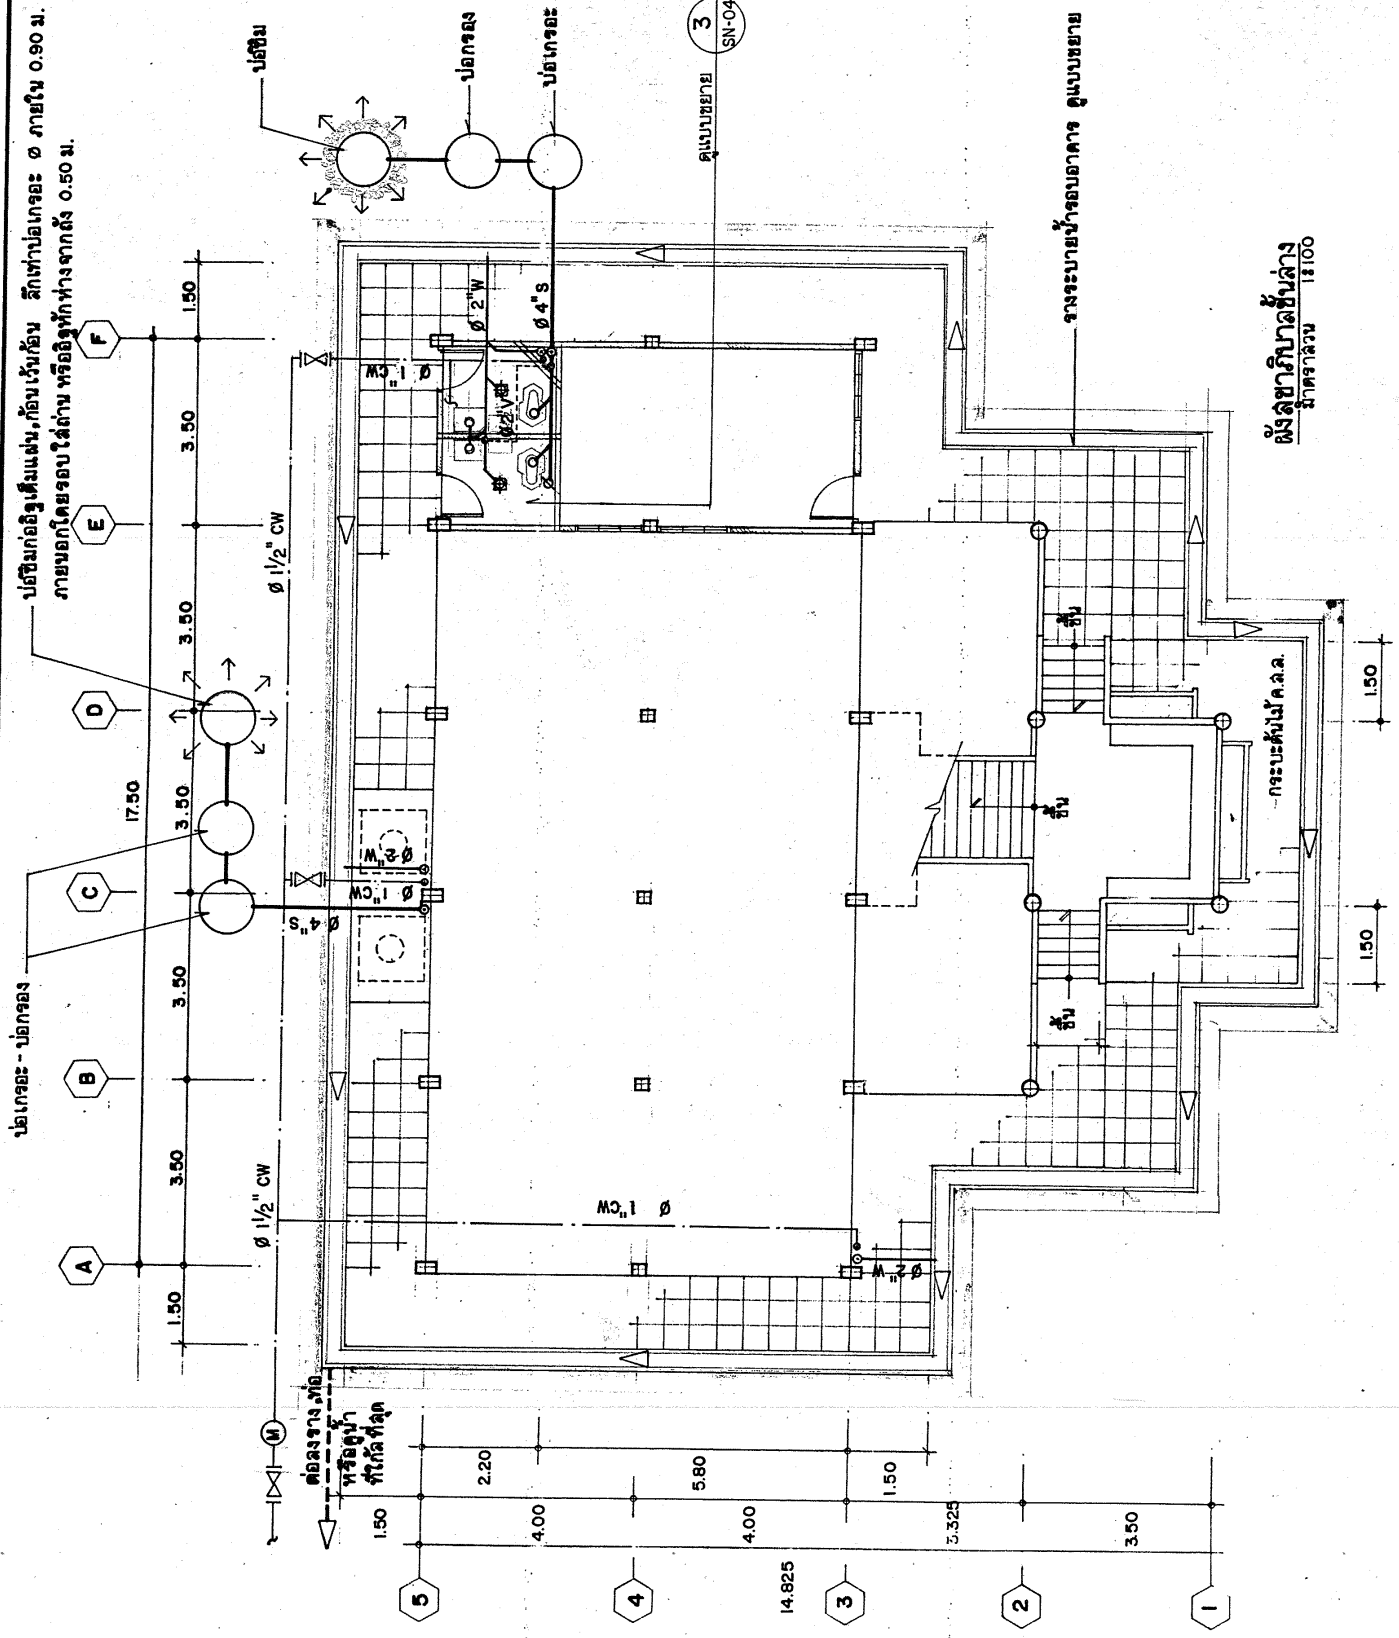 บ่อซึมก่ออิฐเต็มแผ่น,ก้อนเว้นก้อน ลึกเท่าบ่อเกรอะ Ø ภายใน 0.90 ม.
ภายนอกโดยรอบใส่ถ่าน หรืออิฐหักห่างจากถัง 0.50 ม.
บ่อเกรอะ - บ่อกรอง
บ่อซึม
บ่อกรอง
บ่อเกรอะ
3
SN-04
ดูแบบขยาย
A
B
C
D
E
F
17.50
1.50
3.50
3.50
3.50
3.50
3.50
1.50
Ø 1 1/2" CW
Ø 1 1/2" CW
M
Ø 4"S
Ø 1"CW
Ø 2"W
Ø 1"CW
Ø 2"W
Ø 4"S
Ø 2"V
Ø 1"CW
Ø 2"W
ต่อลงราง,ท่อ
หรือคูน้ำ
ที่ใกล้ที่สุด
รางระบายน้ำรอบอาคาร ดูแบบขยาย
ขึ้น
ขึ้น
ขึ้น
กระบะต้นไม้ ค.ส.ล.
1.50
1.50
1.50
2.20
5.80
1.50
4.00
4.00
3.325
3.50
14.825
5
4
3
2
1
ผังสุขาภิบาลชั้นล่าง
มาตราส่วน 1:100